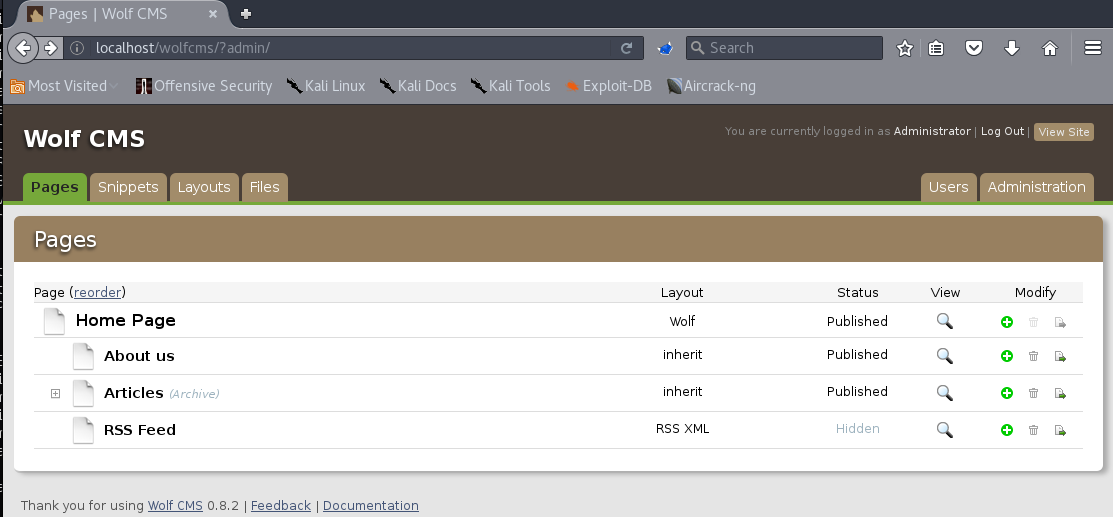 Pages | Wolf CMS
localhost/wolfcms/?admin/
Search
Most Visited Offensive Security Kali Linux Kali Docs Kali Tools Exploit-DB Aircrack-ng
Wolf CMS
You are currently logged in as Administrator | Log Out | View Site
Pages Snippets Layouts Files Users Administration
Pages
Page (reorder) Layout Status View Modify
Home Page Wolf Published
About us inherit Published
Articles (Archive) inherit Published
RSS Feed RSS XML Hidden
Thank you for using Wolf CMS 0.8.2 | Feedback | Documentation